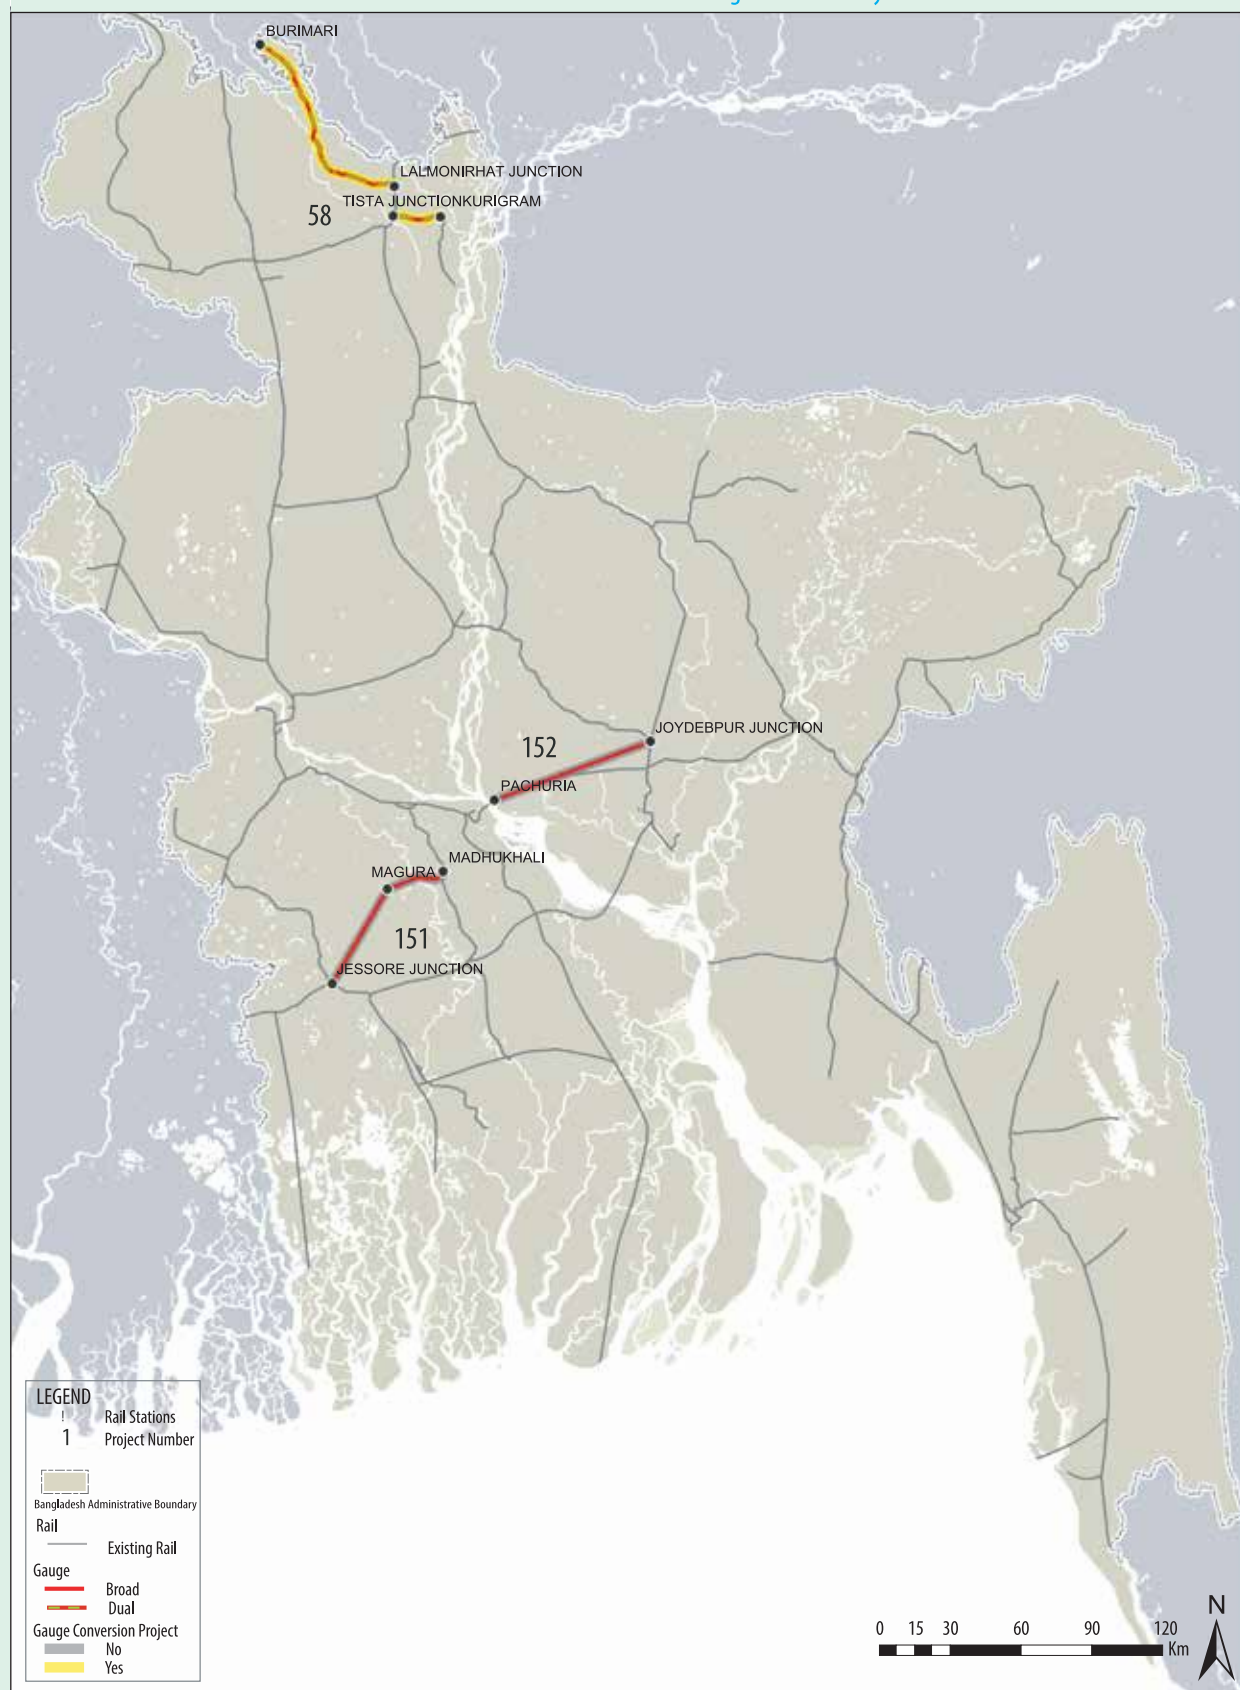 BURIMARI
LALMONIRHAT JUNCTION
TISTA JUNCTIONKURIGRAM
58
JOYDEBPUR JUNCTION
152
PACHURIA
MADHUKHALI
MAGURA
151
JESSORE JUNCTION
LEGEND
! Rail Stations
1 Project Number
Bangladesh Administrative Boundary
Rail
Existing Rail
Gauge
Broad
Dual
Gauge Conversion Project
No
Yes
0 15 30 60 90 120
Km
N